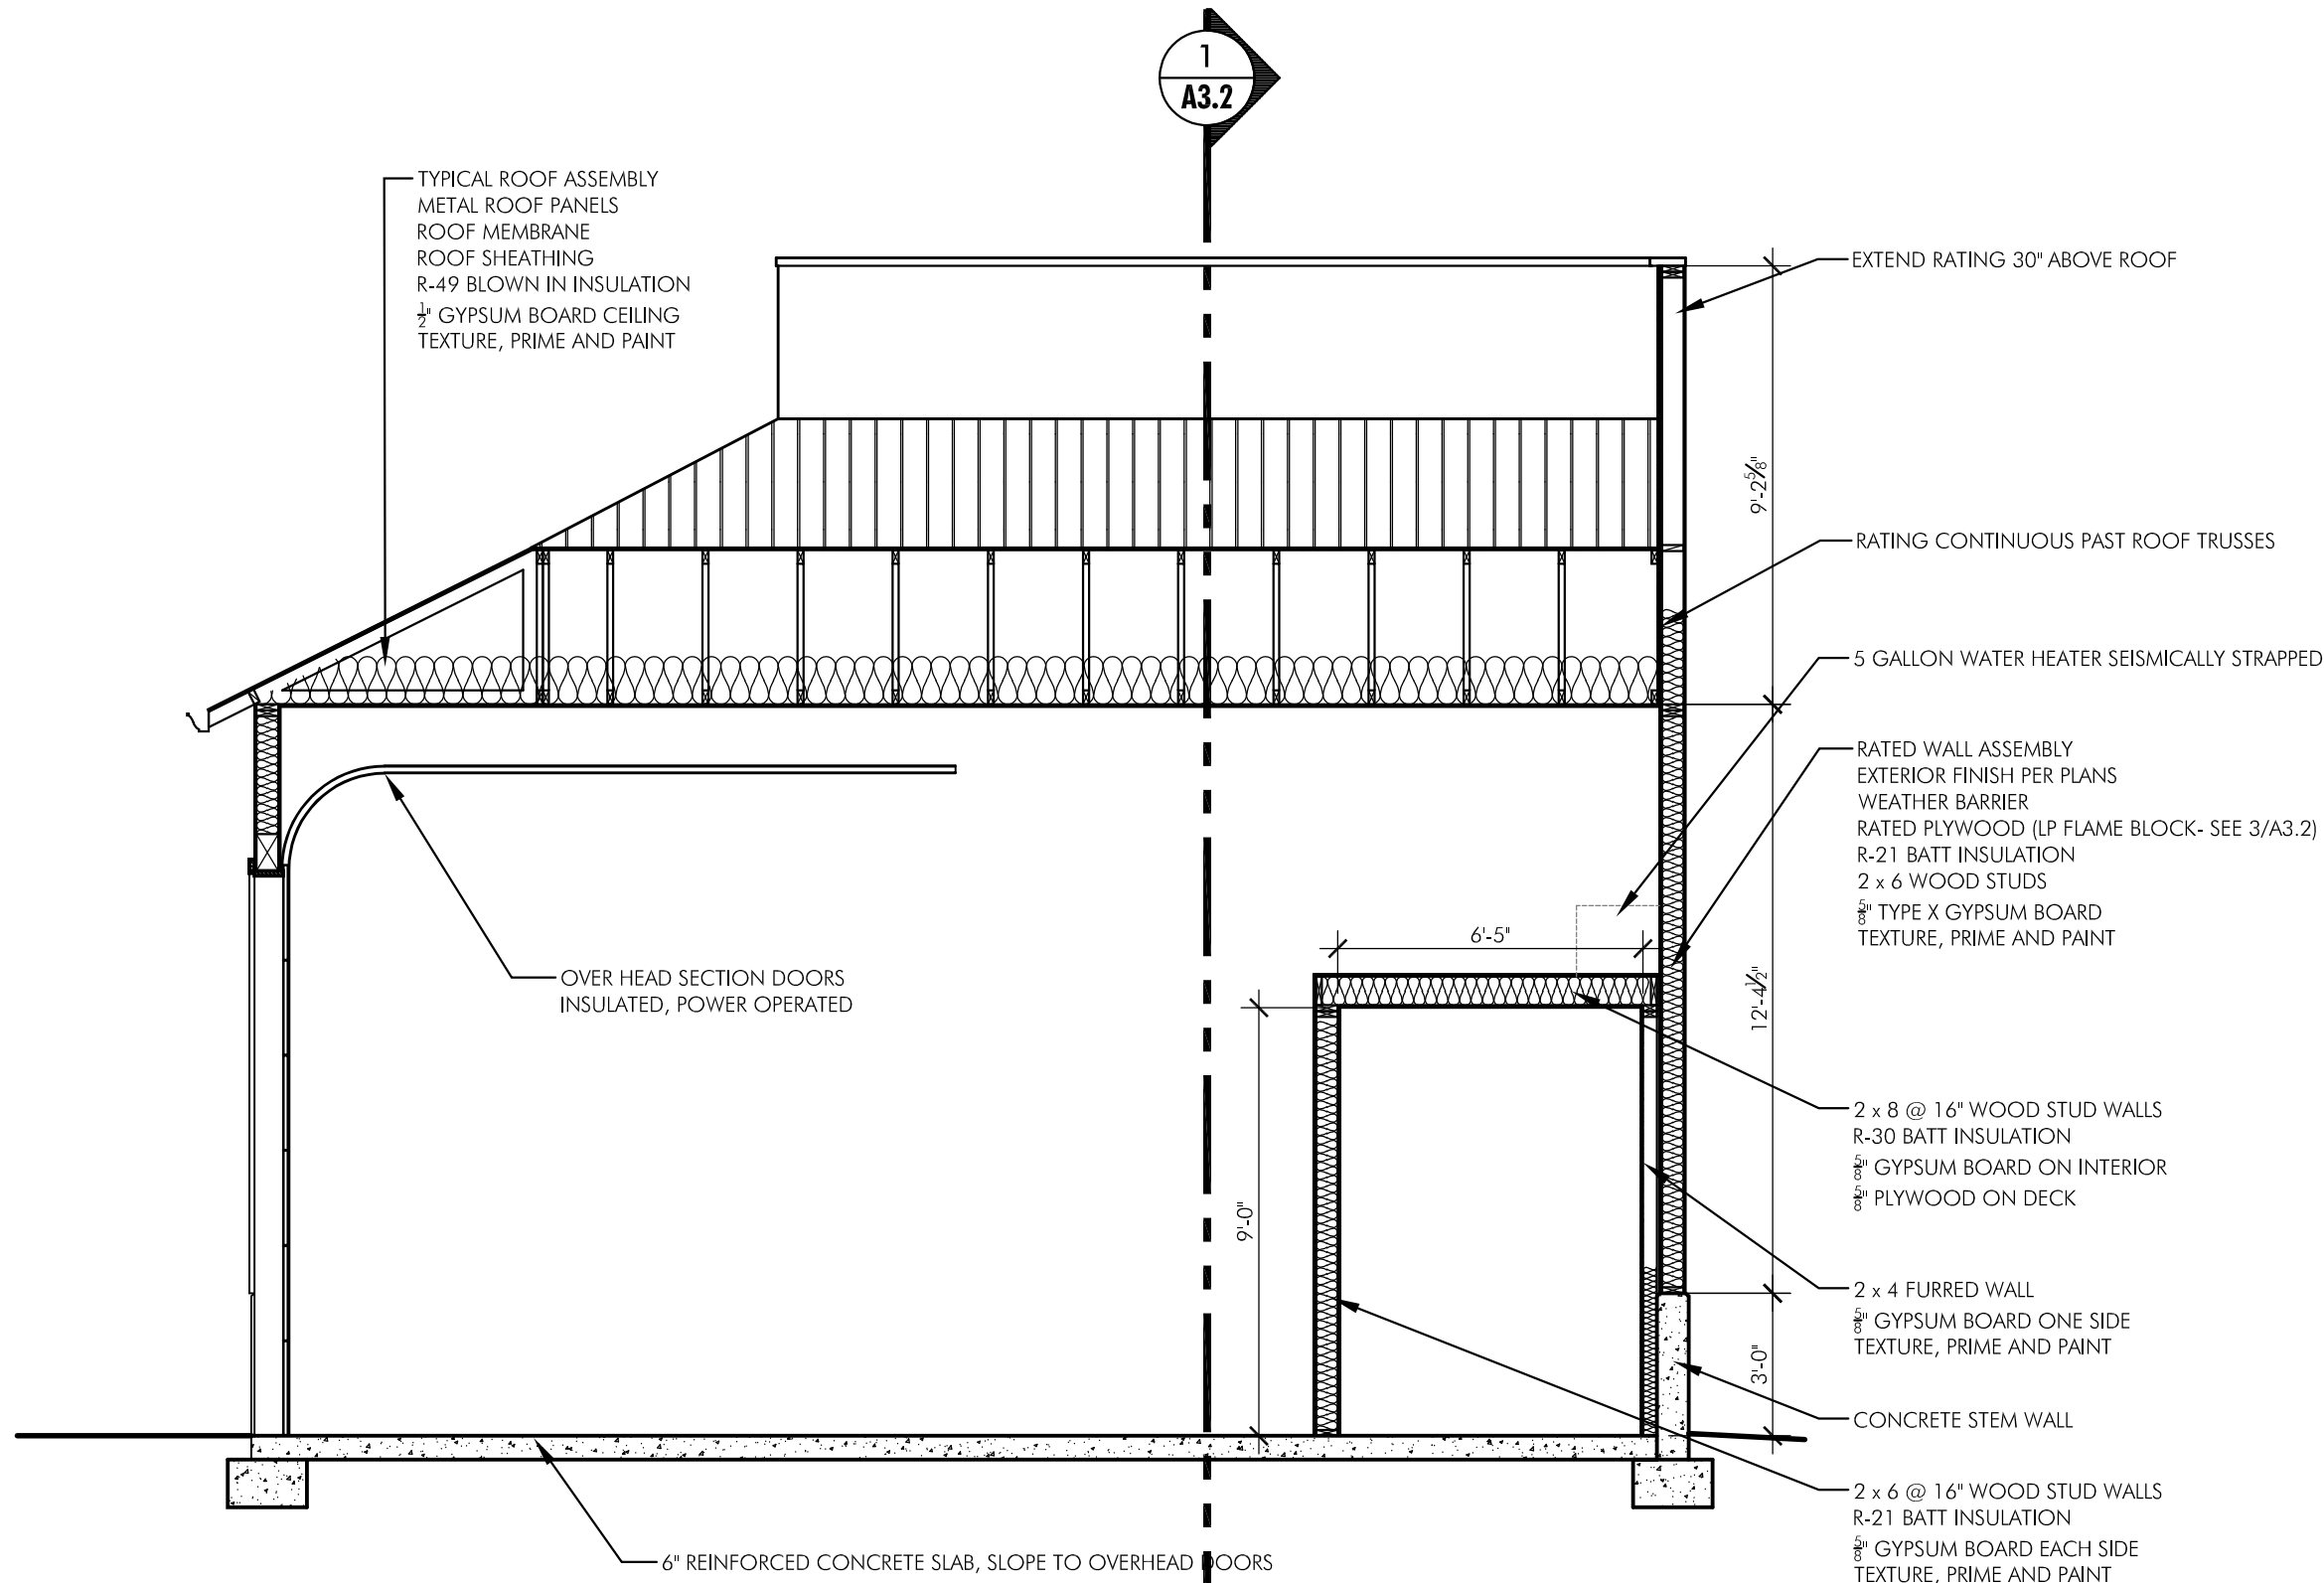 1
A3.2
TYPICAL ROOF ASSEMBLY
METAL ROOF PANELS
ROOF MEMBRANE
ROOF SHEATHING
R-49 BLOWN IN INSULATION
1/2" GYPSUM BOARD CEILING
TEXTURE, PRIME AND PAINT
EXTEND RATING 30" ABOVE ROOF
9'-2 5/8"
RATING CONTINUOUS PAST ROOF TRUSSES
5 GALLON WATER HEATER SEISMICALLY STRAPPED
RATED WALL ASSEMBLY
EXTERIOR FINISH PER PLANS
WEATHER BARRIER
RATED PLYWOOD (LP FLAME BLOCK- SEE 3/A3.2)
R-21 BATT INSULATION
2 x 6 WOOD STUDS
5/8" TYPE X GYPSUM BOARD
TEXTURE, PRIME AND PAINT
6'-5"
OVER HEAD SECTION DOORS
INSULATED, POWER OPERATED
12'-4 1/2"
2 x 8 @ 16" WOOD STUD WALLS
R-30 BATT INSULATION
5/8" GYPSUM BOARD ON INTERIOR
5/8" PLYWOOD ON DECK
9'-0"
2 x 4 FURRED WALL
5/8" GYPSUM BOARD ONE SIDE
TEXTURE, PRIME AND PAINT
3'-0"
CONCRETE STEM WALL
2 x 6 @ 16" WOOD STUD WALLS
R-21 BATT INSULATION
5/8" GYPSUM BOARD EACH SIDE
TEXTURE, PRIME AND PAINT
6" REINFORCED CONCRETE SLAB, SLOPE TO OVERHEAD DOORS